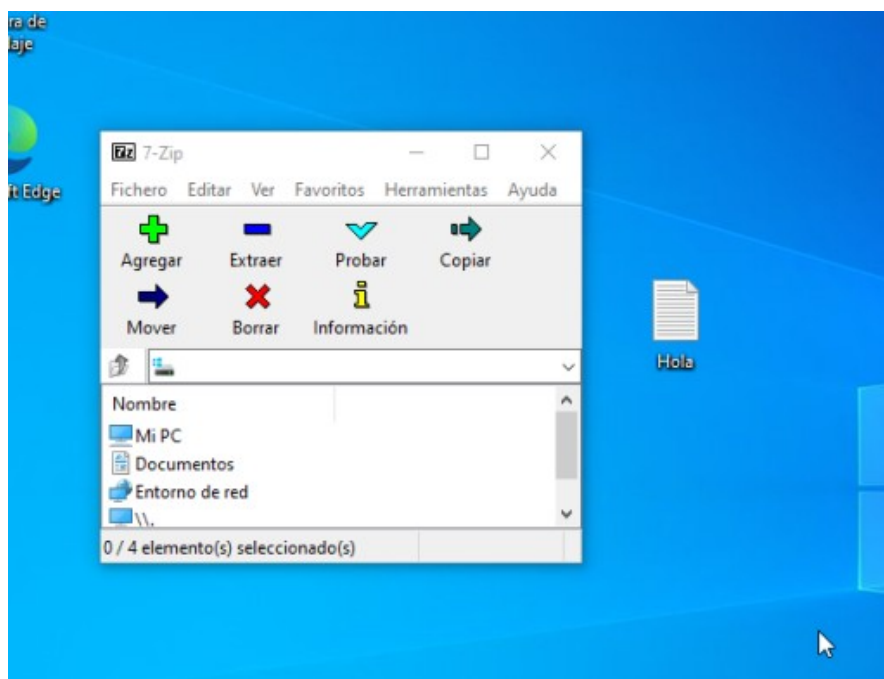 ra de
laje
ft Edge
7z 7-Zip
Fichero Editar Ver Favoritos Herramientas Ayuda
Agregar Extraer Probar Copiar
Mover Borrar Información
Nombre
Mi PC
Documentos
Entorno de red
\\.
0 / 4 elemento(s) seleccionado(s)
Hola